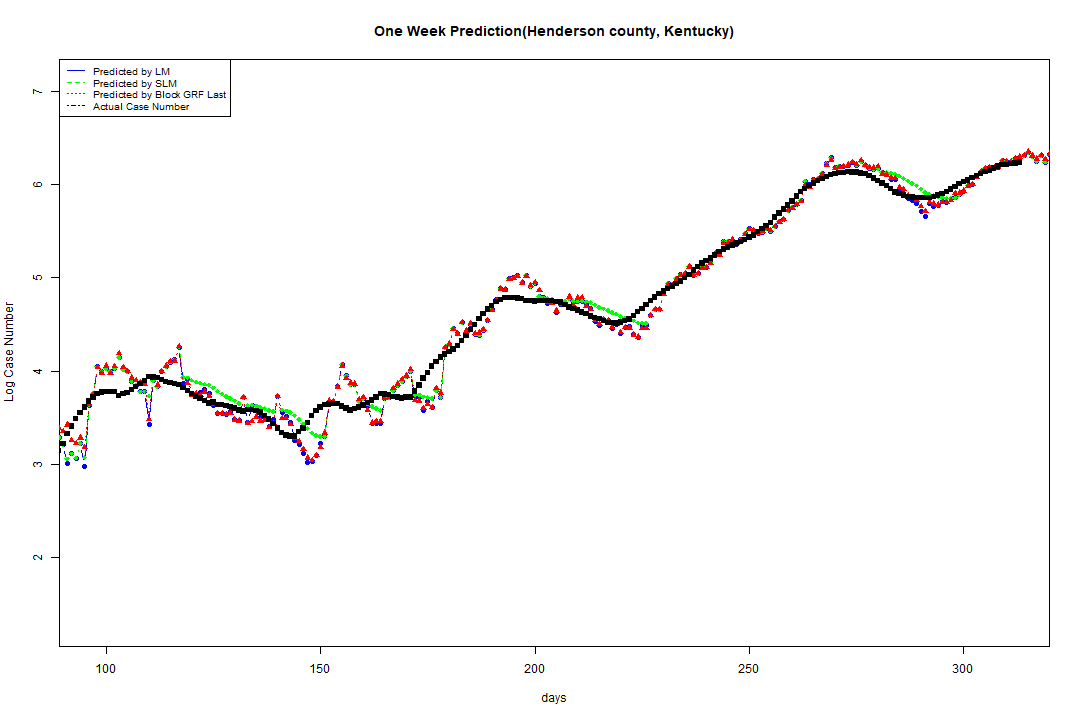 One Week Prediction(Henderson county, Kentucky)
Predicted by LM
Predicted by SLM
Predicted by Block GRF Last
Actual Case Number
7
6
5
4
3
2
Log Case Number
100 150 200 250 300
days